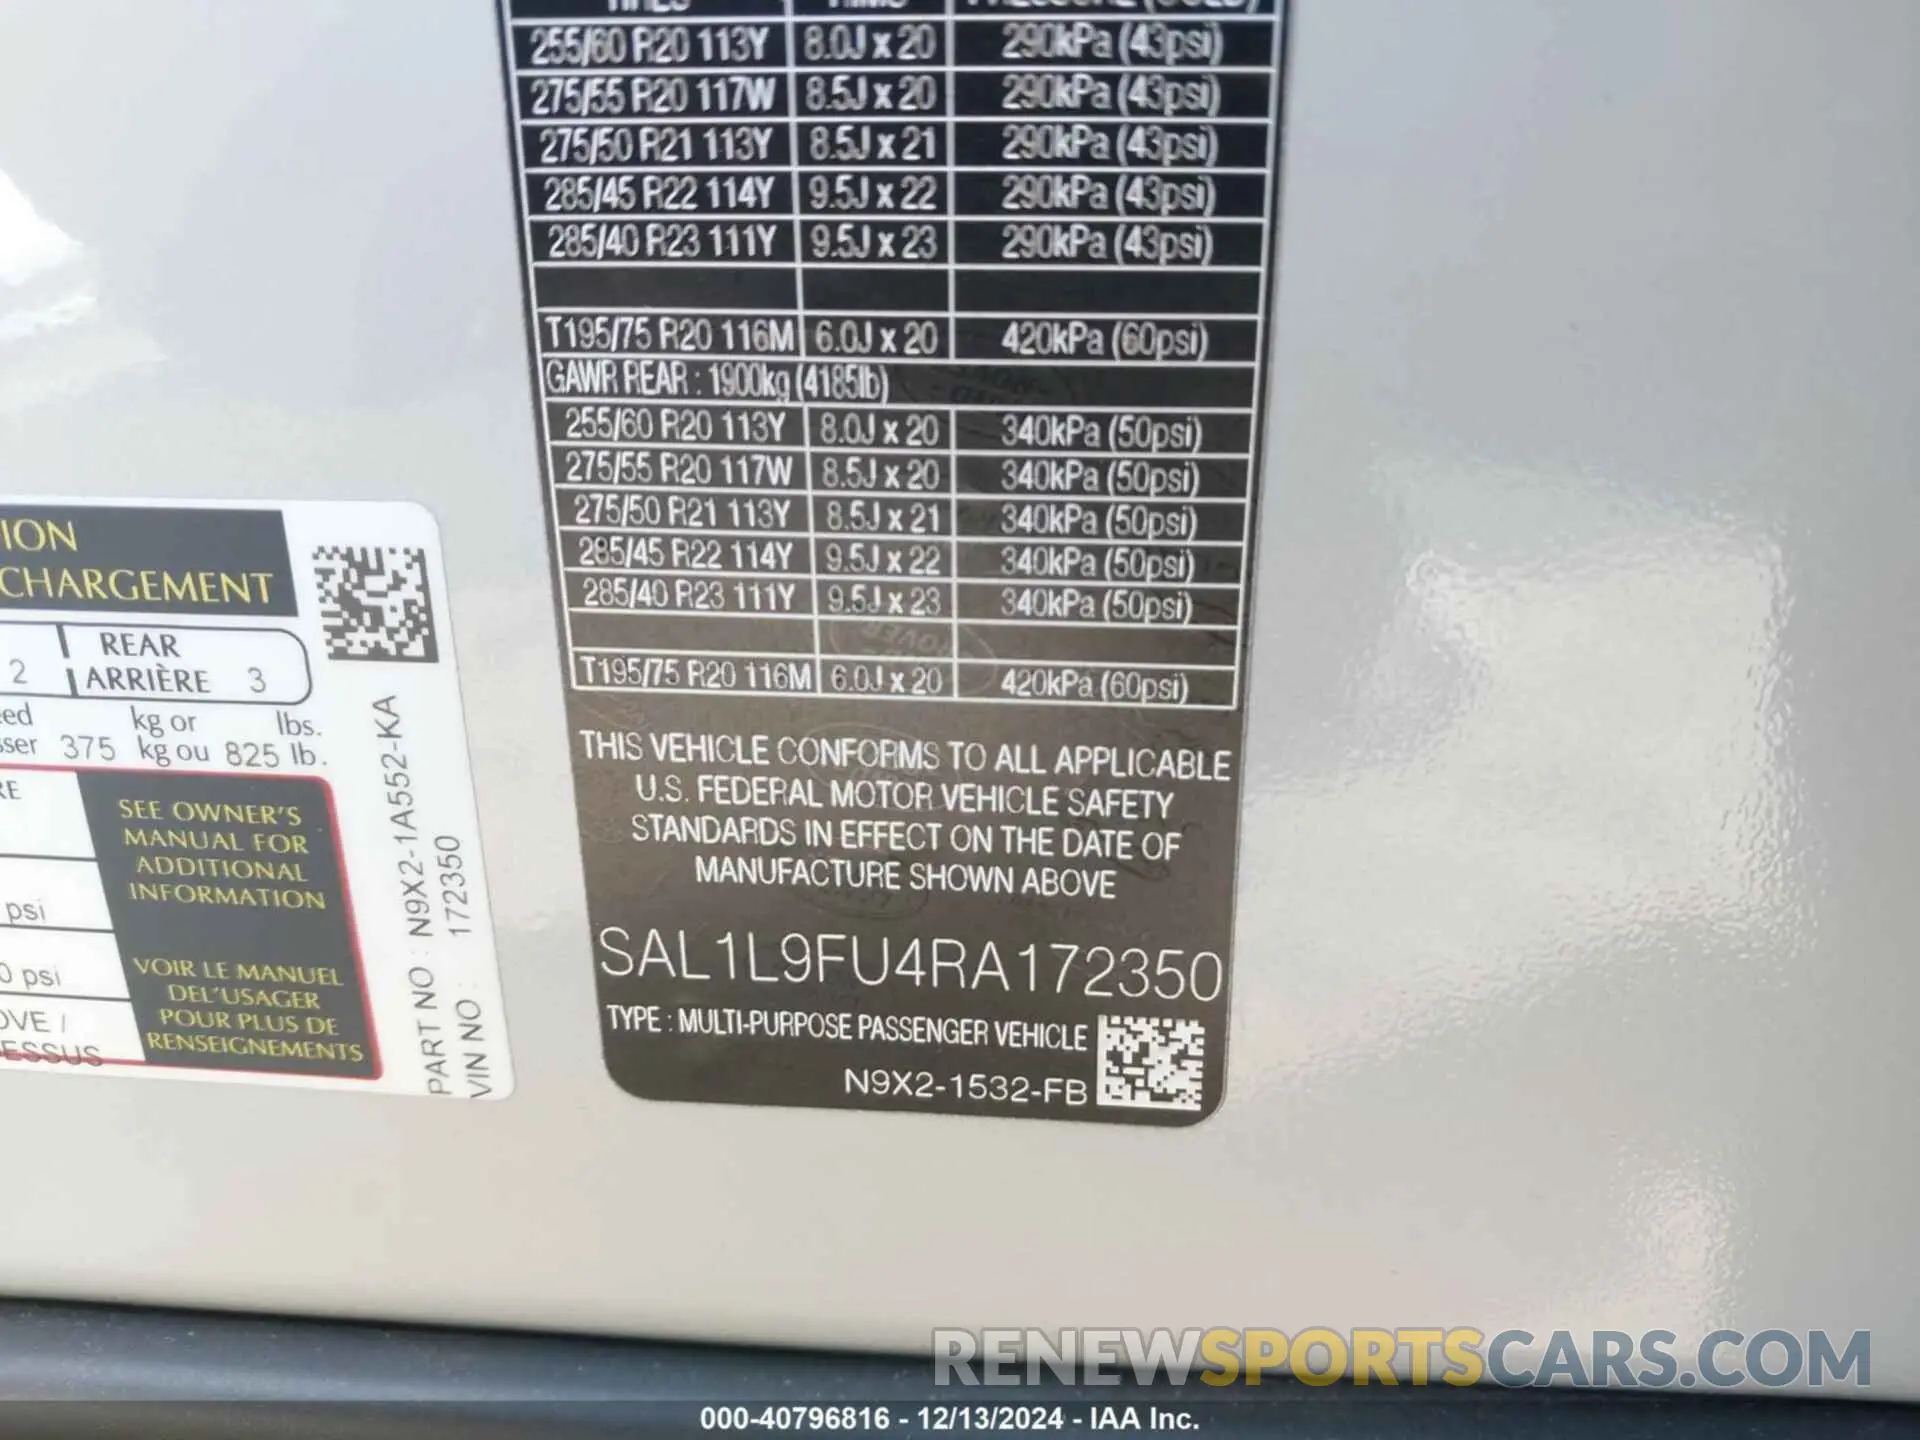 255/60 R20 113Y 8.0J x 20 290kPa (43psi)
275/55 R20 117W 8.5J x 20 290kPa (43psi)
275/50 R21 113Y 8.5J x 21 290kPa (43psi)
285/45 R22 114Y 9.5J x 22 290kPa (43psi)
285/40 R23 111Y 9.5J x 23 290kPa (43psi)
T195/75 R20 116M 6.0J x 20 420kPa (60psi)
GAWR REAR : 1900kg (4185lb)
255/60 R20 113Y 8.0J x 20 340kPa (50psi)
275/55 R20 117W 8.5J x 20 340kPa (50psi)
275/50 R21 113Y 8.5J x 21 340kPa (50psi)
285/45 R22 114Y 9.5J x 22 340kPa (50psi)
285/40 R23 111Y 9.5J x 23 340kPa (50psi)
T195/75 R20 116M 6.0J x 20 420kPa (60psi)
THIS VEHICLE CONFORMS TO ALL APPLICABLE
U.S. FEDERAL MOTOR VEHICLE SAFETY
STANDARDS IN EFFECT ON THE DATE OF
MANUFACTURE SHOWN ABOVE
SAL1L9FU4RA172350
TYPE : MULTI-PURPOSE PASSENGER VEHICLE
N9X2-1532-FB
ION
CHARGEMENT
2 REAR
ARRIÈRE 3
kg or lbs.
375 kg ou 825 lb.
SEE OWNER'S
MANUAL FOR
ADDITIONAL
INFORMATION
psi
0 psi
VOIR LE MANUEL
DEL'USAGER
POUR PLUS DE
RENSEIGNEMENTS
OVE /
ESSUS
PART NO : N9X2-1A552-KA
VIN NO : 172350
RENEWSPORTSCARS.COM
000-40796816 - 12/13/2024 - IAA Inc.